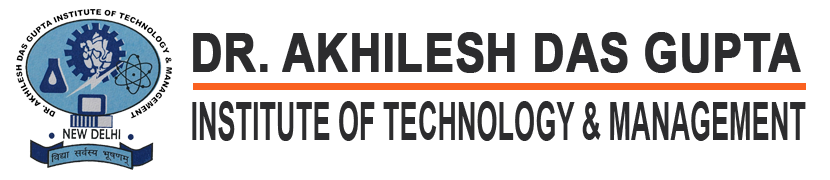 DR. AKHILESH DAS GUPTA INSTITUTE OF TECHNOLOGY & MANAGEMENT
• NEW DELHI •
विद्या सर्वस्य भूषणम्
DR. AKHILESH DAS GUPTA
INSTITUTE OF TECHNOLOGY & MANAGEMENT